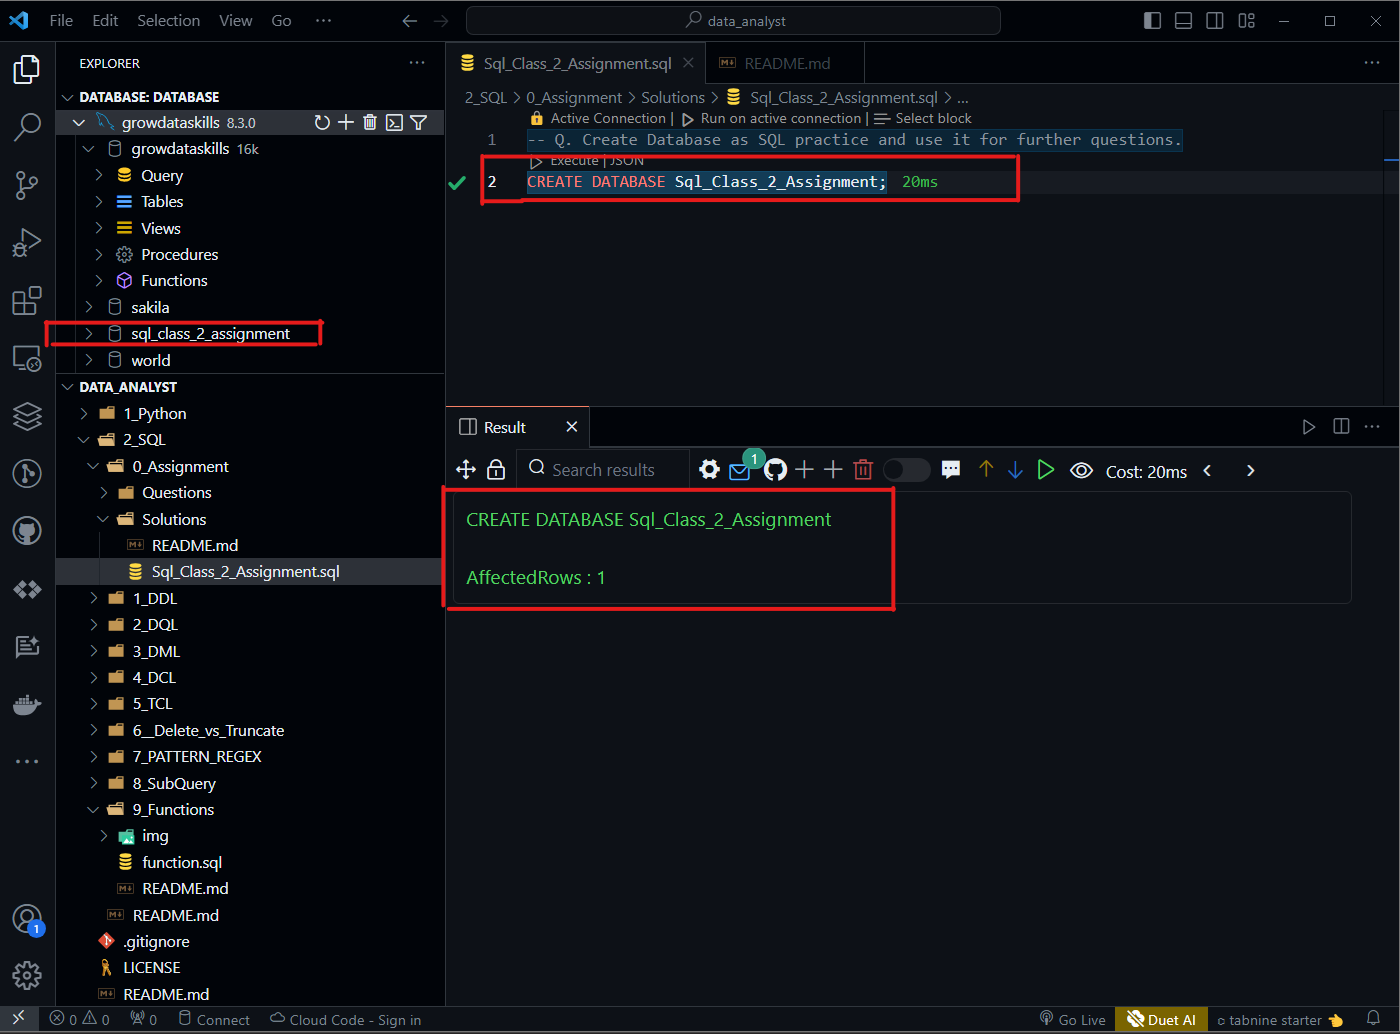 File Edit Selection View Go ···
data_analyst
EXPLORER
DATABASE: DATABASE
growdataskills 8.3.0
growdataskills 16k
Query
Tables
Views
Procedures
Functions
sakila
sql_class_2_assignment
world
DATA_ANALYST
1_Python
2_SQL
0_Assignment
Questions
Solutions
README.md
Sql_Class_2_Assignment.sql
1_DDL
2_DQL
3_DML
4_DCL
5_TCL
6__Delete_vs_Truncate
7_PATTERN_REGEX
8_SubQuery
9_Functions
img
function.sql
README.md
README.md
.gitignore
LICENSE
README.md
Sql_Class_2_Assignment.sql
README.md
2_SQL > 0_Assignment > Solutions > Sql_Class_2_Assignment.sql > ...
Active Connection | Run on active connection | Select block
1 -- Q. Create Database as SQL practice and use it for further questions.
Execute | JSON
2 CREATE DATABASE Sql_Class_2_Assignment; 20ms
Result
Search results
1
Cost: 20ms
CREATE DATABASE Sql_Class_2_Assignment
AffectedRows : 1
1
0 0 0 Connect Cloud Code - Sign in Go Live Duet AI tabnine starter